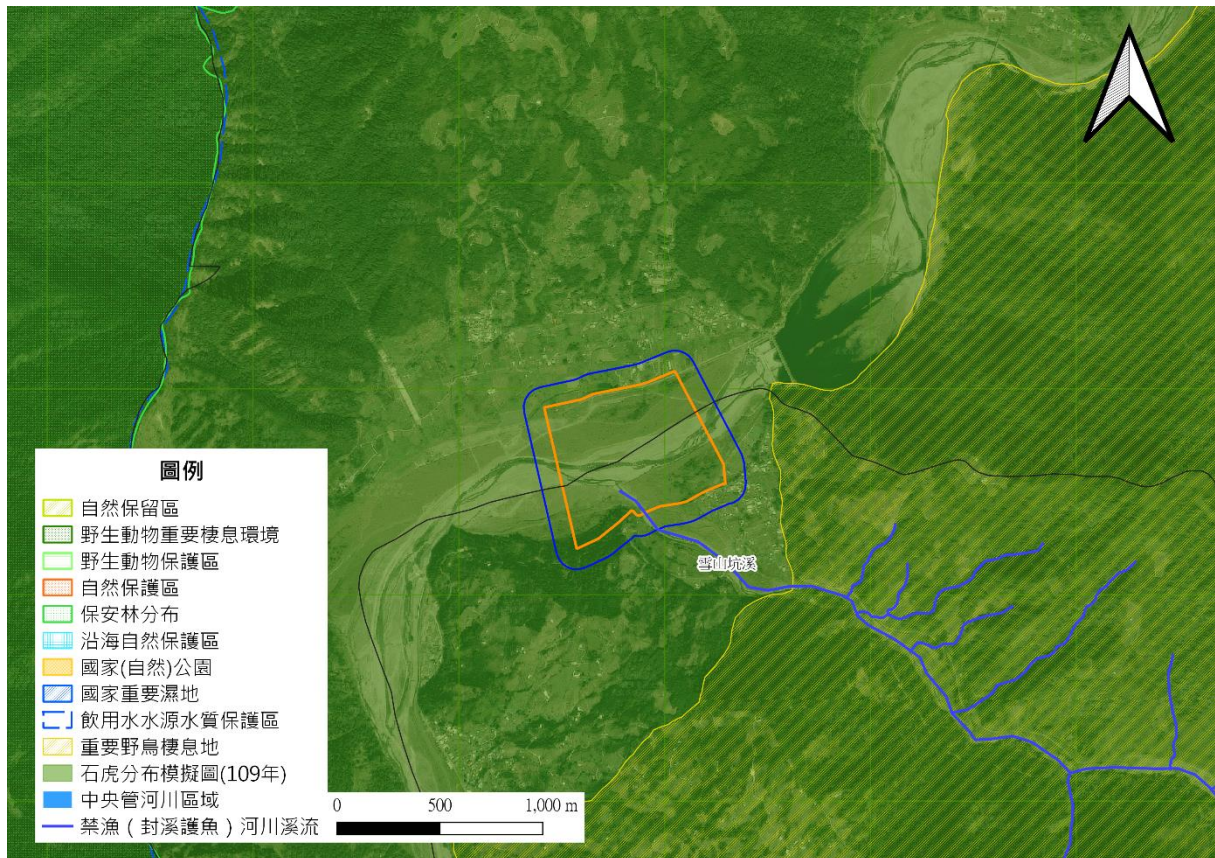 雪山坑溪
圖例
自然保留區
野生動物重要棲息環境
野生動物保護區
自然保護區
保安林分布
沿海自然保護區
國家(自然)公園
國家重要濕地
飲用水水源水質保護區
重要野鳥棲息地
石虎分布模擬圖(109年)
中央管河川區域
禁漁（封溪護魚）河川溪流
0 500 1,000 m